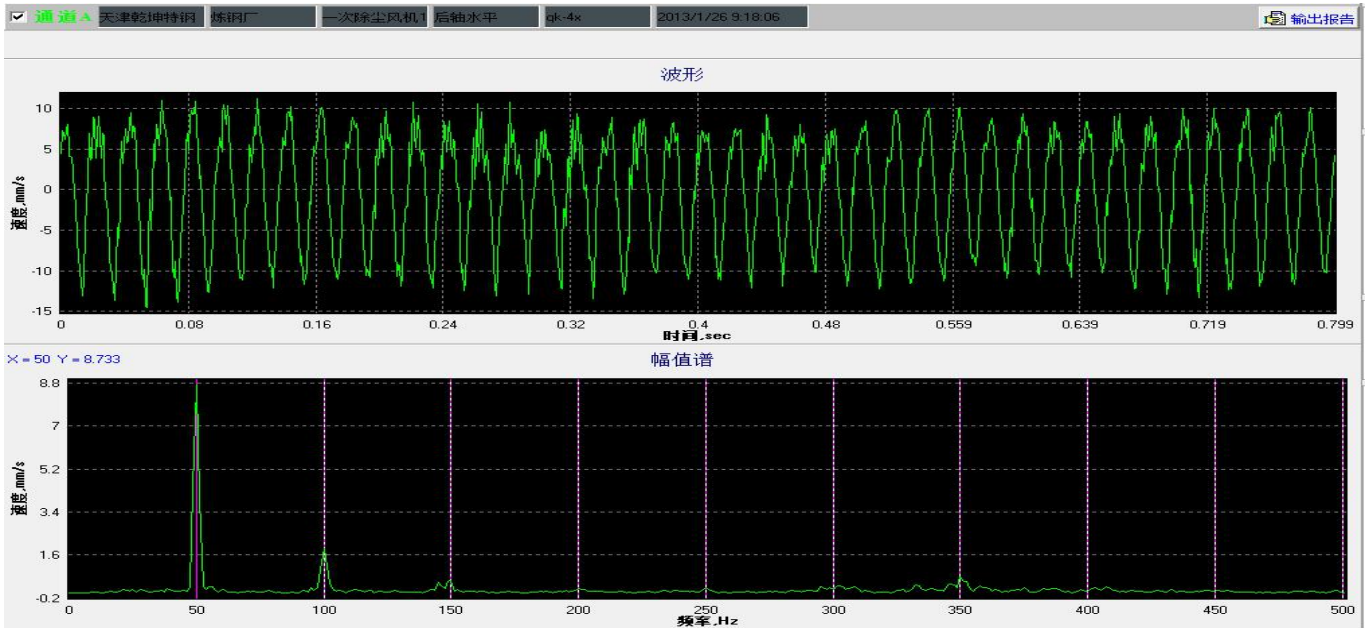 通道A 天津乾坤特钢 炼钢厂 一次除尘风机1 后轴水平 qk-4x 2013/1/26 9:18:06 输出报告
波形
速度,mm/s
10
5
0
-5
-10
-15
0 0.08 0.16 0.24 0.32 0.4 0.48 0.559 0.639 0.719 0.799
时间,sec
X = 50 Y = 8.733
幅值谱
速度,mm/s
8.8
7
5.2
3.4
1.6
-0.2
0 50 100 150 200 250 300 350 400 450 500
频率,Hz